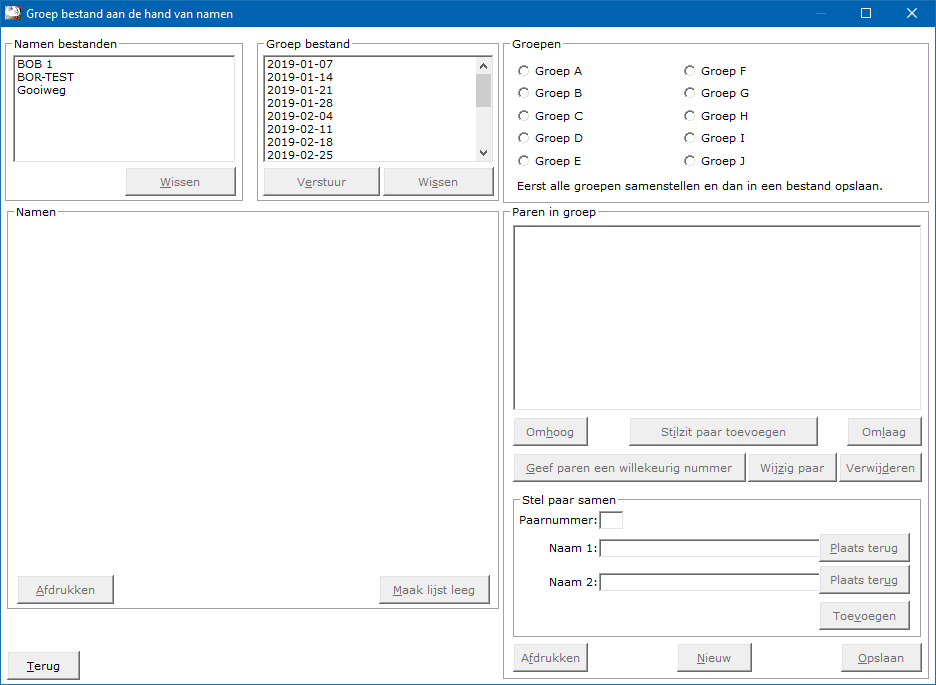 Groep bestand aan de hand van namen
Namen bestanden
BOB 1
BOR-TEST
Gooiweg
Wissen
Groep bestand
2019-01-07
2019-01-14
2019-01-21
2019-01-28
2019-02-04
2019-02-11
2019-02-18
2019-02-25
Verstuur Wissen
Groepen
Groep A Groep F
Groep B Groep G
Groep C Groep H
Groep D Groep I
Groep E Groep J
Eerst alle groepen samenstellen en dan in een bestand opslaan.
Namen
Afdrukken Maak lijst leeg
Paren in groep
Omhoog Stilzit paar toevoegen Omlaag
Geef paren een willekeurig nummer Wijzig paar Verwijderen
Stel paar samen
Paarnummer:
Naam 1: Plaats terug
Naam 2: Plaats terug
Toevoegen
Afdrukken Nieuw Opslaan
Terug